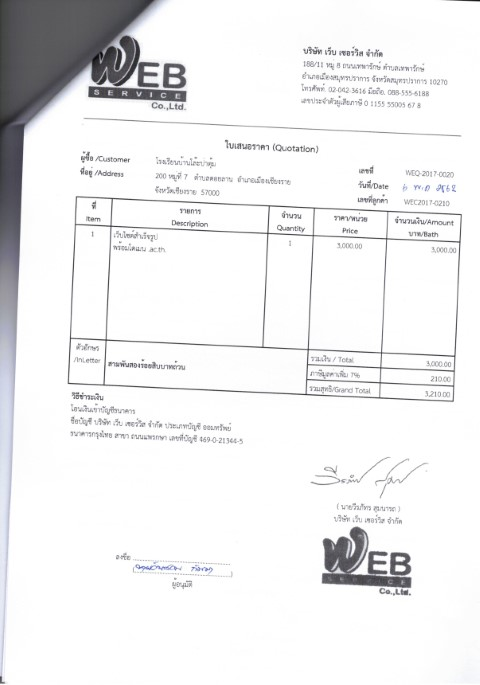 WEB
SERVICE
Co.,Ltd.
บริษัท เว็บ เซอร์วิส จำกัด
188/11 หมู่ 8 ถนนเทพารักษ์ ตำบลเทพารักษ์
อำเภอเมืองสมุทรปราการ จังหวัดสมุทรปราการ 10270
โทรศัพท์. 02-042-3616 มือถือ. 088-555-6188
เลขประจำตัวผู้เสียภาษี 0 1155 55005 67 8
ใบเสนอราคา (Quotation)
ผู้ซื้อ /Customer โรงเรียนบ้านโล๊ะป่าตุ้ม
ที่อยู่ /Address 200 หมู่ที่ 7 ตำบลดอยลาน อำเภอเมืองเชียงราย
จังหวัดเชียงราย 57000
เลขที่ WEQ-2017-0020
วันที่/Date 6 พ.ย. 2562
เลขที่ลูกค้า WEC2017-0210
ที่ รายการ จำนวน ราคา/หน่วย จำนวนเงิน/Amount
Item Description Quantity Price บาท/Bath
1 เว็บไซต์สำเร็จรูป 1 3,000.00 3,000.00
พร้อมโดเมน .ac.th
ตัวอักษร รวมเงิน / Total 3,000.00
/InLetter สามพันสองร้อยสิบบาทถ้วน ภาษีมูลค่าเพิ่ม 7% 210.00
รวมสุทธิ/Grand Total 3,210.00
วิธีชำระเงิน
โอนเงินเข้าบัญชีธนาคาร
ชื่อบัญชี บริษัท เว็บ เซอร์วิส จำกัด ประเภทบัญชี ออมทรัพย์
ธนาคารกรุงไทย สาขา ถนนแพรกษา เลขที่บัญชี 469-0-21344-5
( นายวีรภัทร สุมนารถ )
บริษัท เว็บ เซอร์วิส จำกัด
WEB
SERVICE
Co.,Ltd.
ลงชื่อ
ผู้อนุมัติ